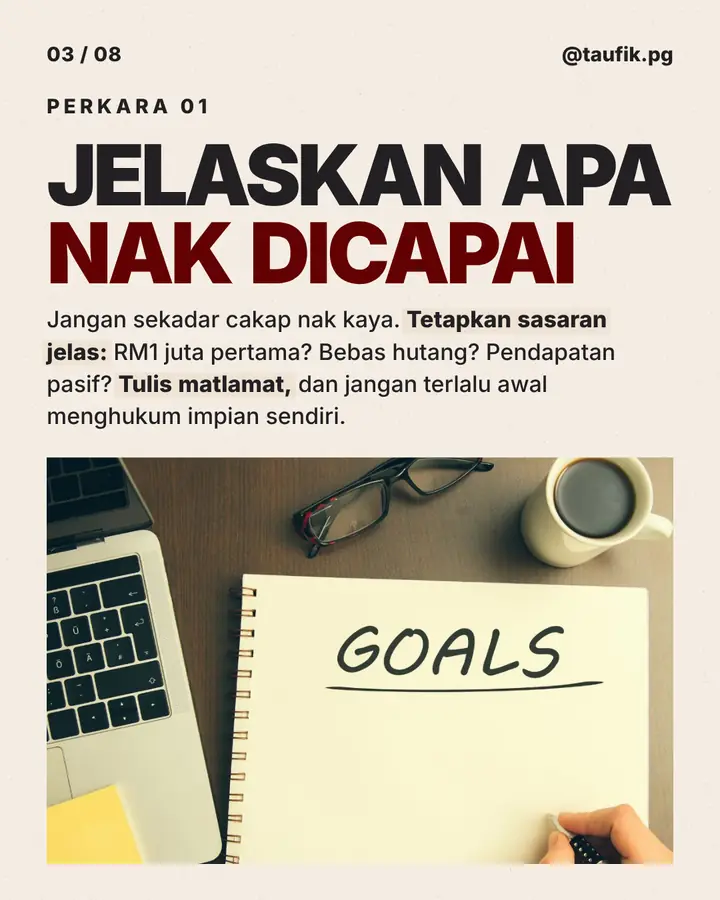 03 / 08
@taufik.pg
PERKARA 01
JELASKAN APA
NAK DICAPAI
Jangan sekadar cakap nak kaya. Tetapkan sasaran
jelas: RM1 juta pertama? Bebas hutang? Pendapatan
pasif? Tulis matlamat, dan jangan terlalu awal
menghukum impian sendiri.
GOALS
ß
Ü
Ö
Ä